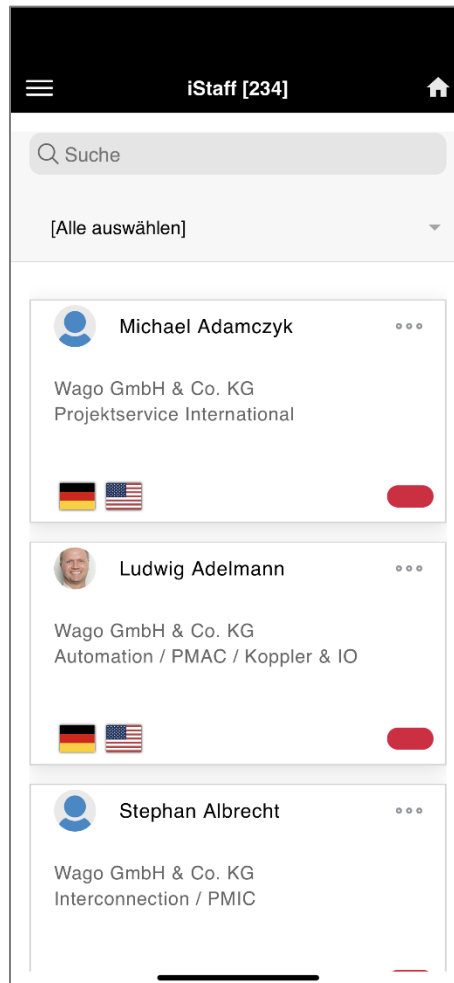 iStaff [234]
Suche
[Alle auswählen]
Michael Adamczyk
Wago GmbH & Co. KG
Projektservice International
Ludwig Adelmann
Wago GmbH & Co. KG
Automation / PMAC / Koppler & IO
Stephan Albrecht
Wago GmbH & Co. KG
Interconnection / PMIC